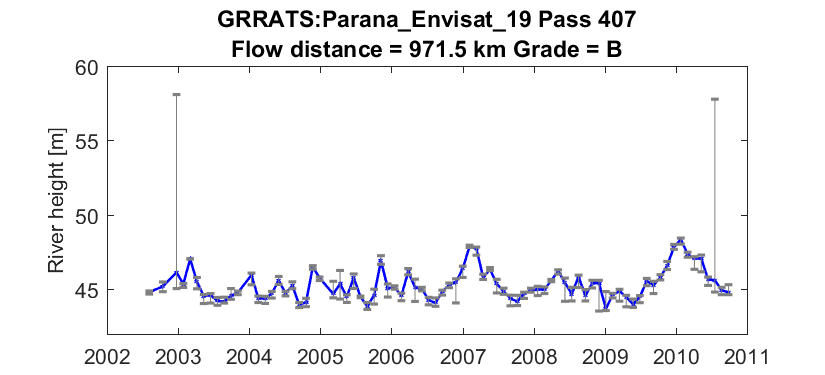 GRRATS:Parana_Envisat_19 Pass 407
Flow distance = 971.5 km Grade = B
River height [m]
60
55
50
45
2002 2003 2004 2005 2006 2007 2008 2009 2010 2011